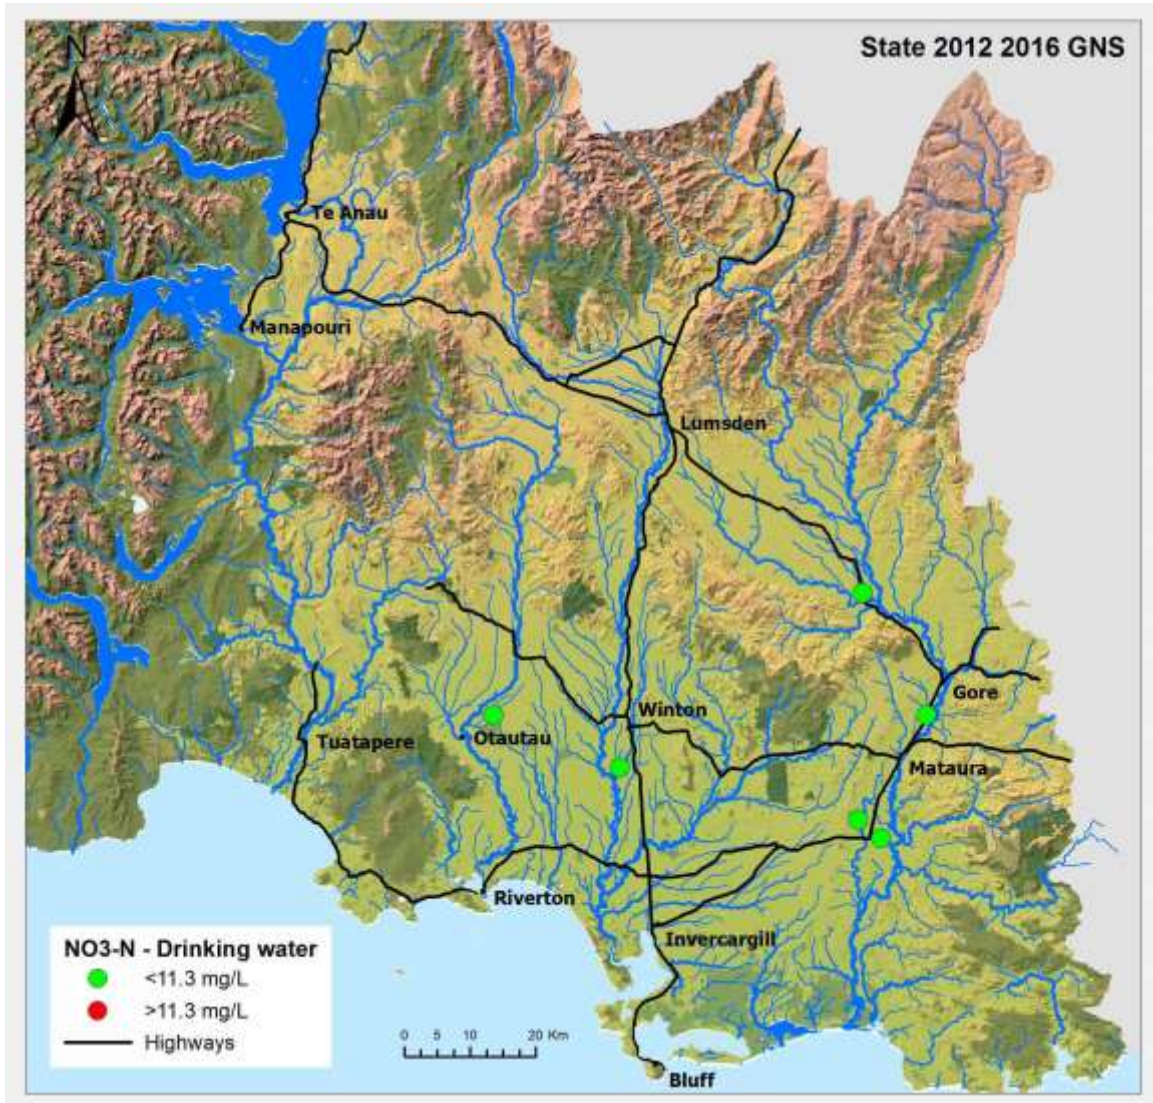 State 2012 2016 GNS
N
Te Anau
Manapouri
Lumsden
Gore
Winton
Otautau
Tuatapere
Mataura
Riverton
Invercargill
NO3-N - Drinking water
<11.3 mg/L
>11.3 mg/L
Highways
0 5 10 20 Km
Bluff